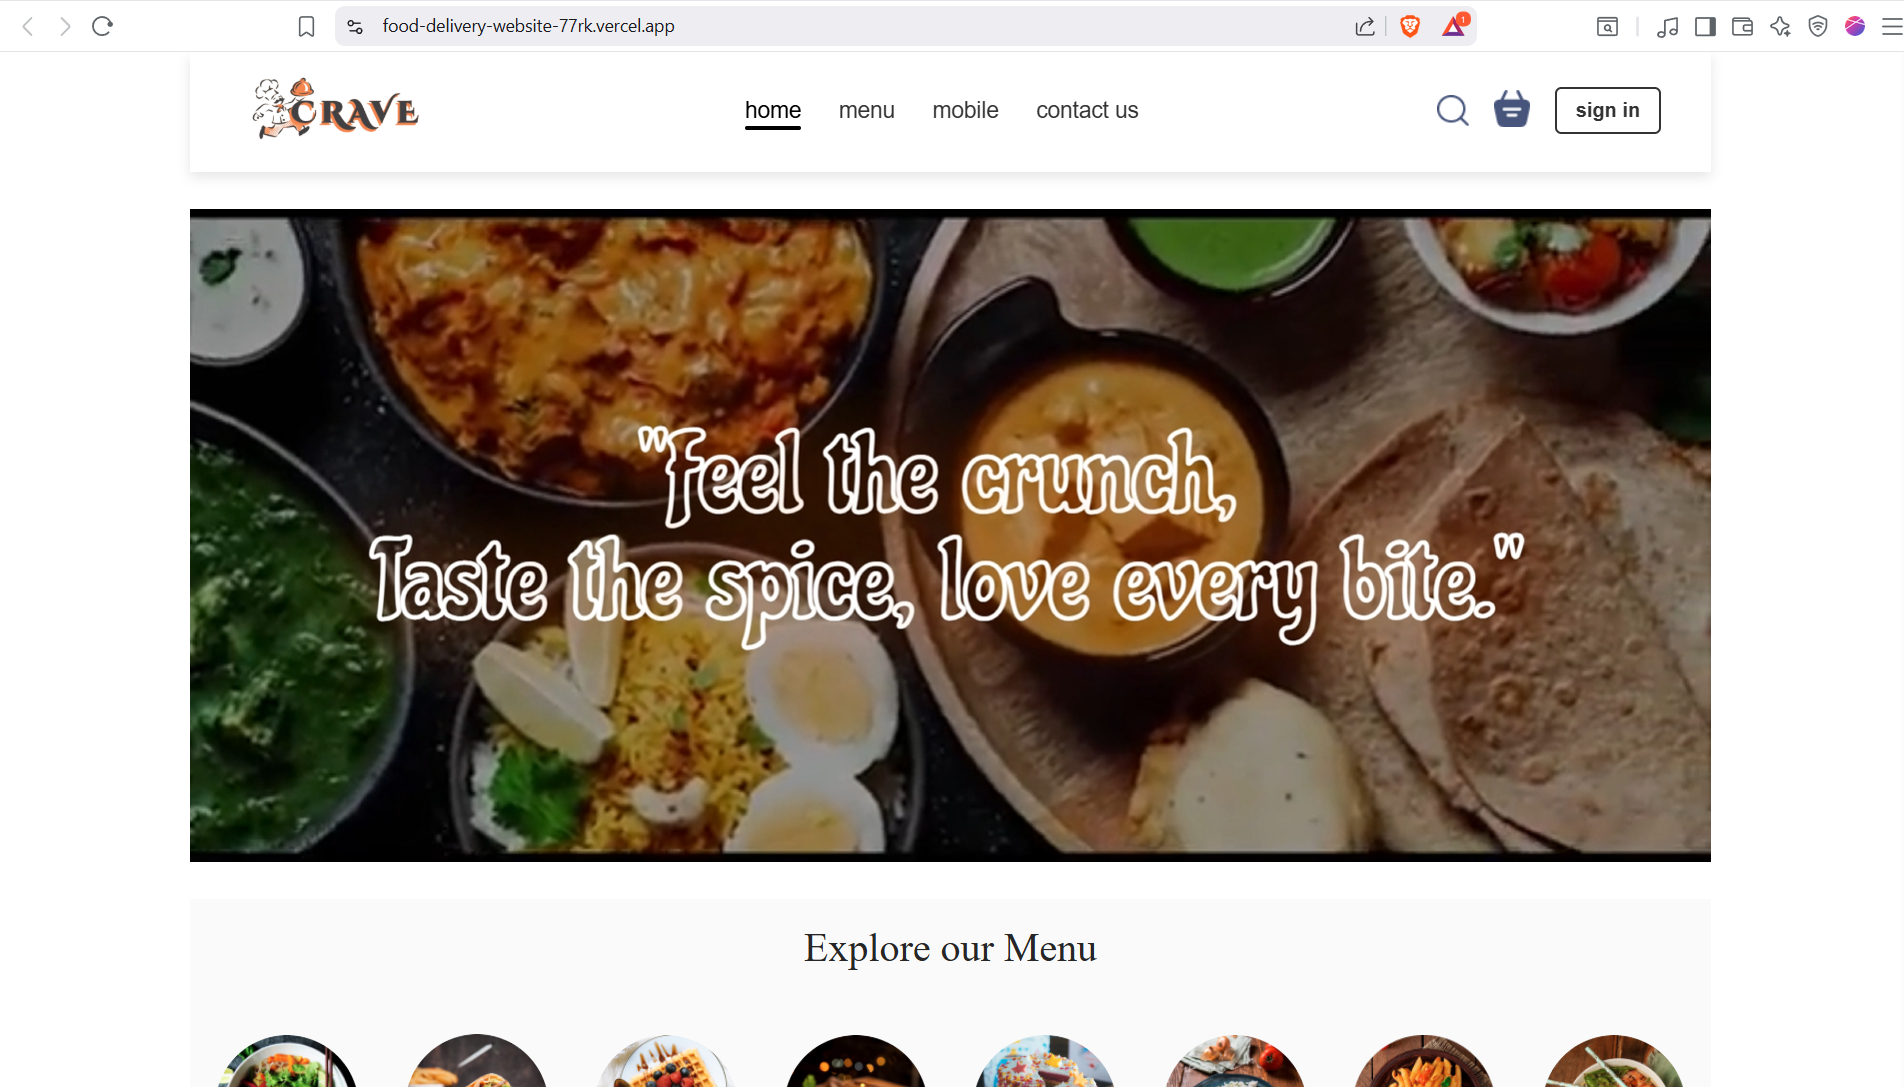 food-delivery-website-77rk.vercel.app
1
CRAVE
home menu mobile contact us
sign in
"Feel the crunch,
Taste the spice, love every bite."
Explore our Menu